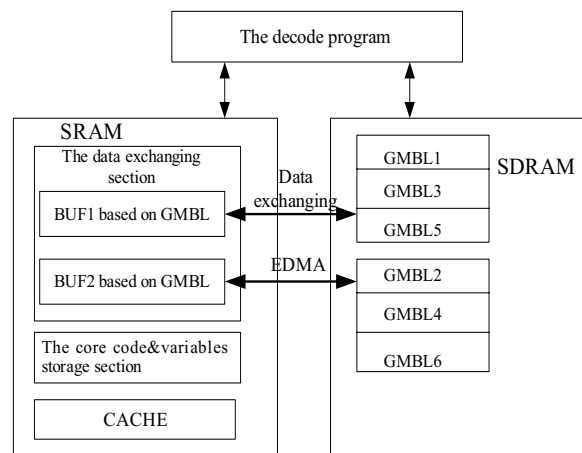 The decode program
SRAM
The data exchanging
section
BUF1 based on GMBL
BUF2 based on GMBL
The core code&variables
storage section
CACHE
Data
exchanging
EDMA
GMBL1
GMBL3
GMBL5
SDRAM
GMBL2
GMBL4
GMBL6